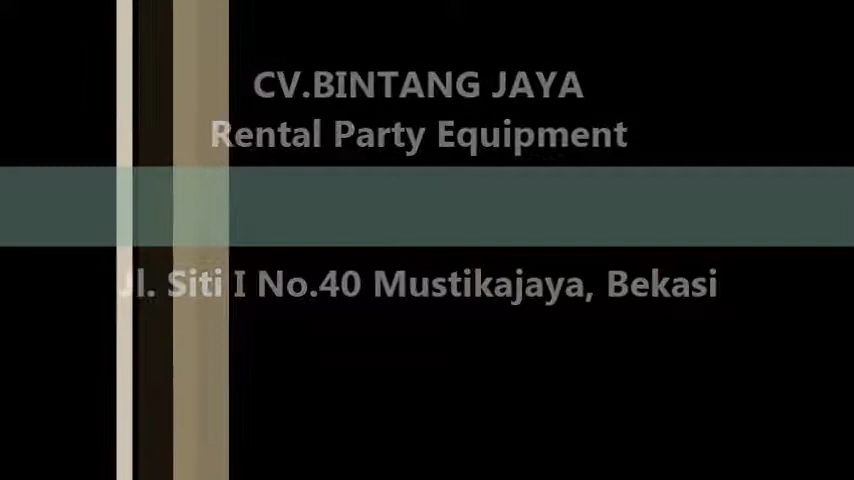 CV.BINTANG JAYA
Rental Party Equipment
Jl. Siti I No.40 Mustikajaya, Bekasi